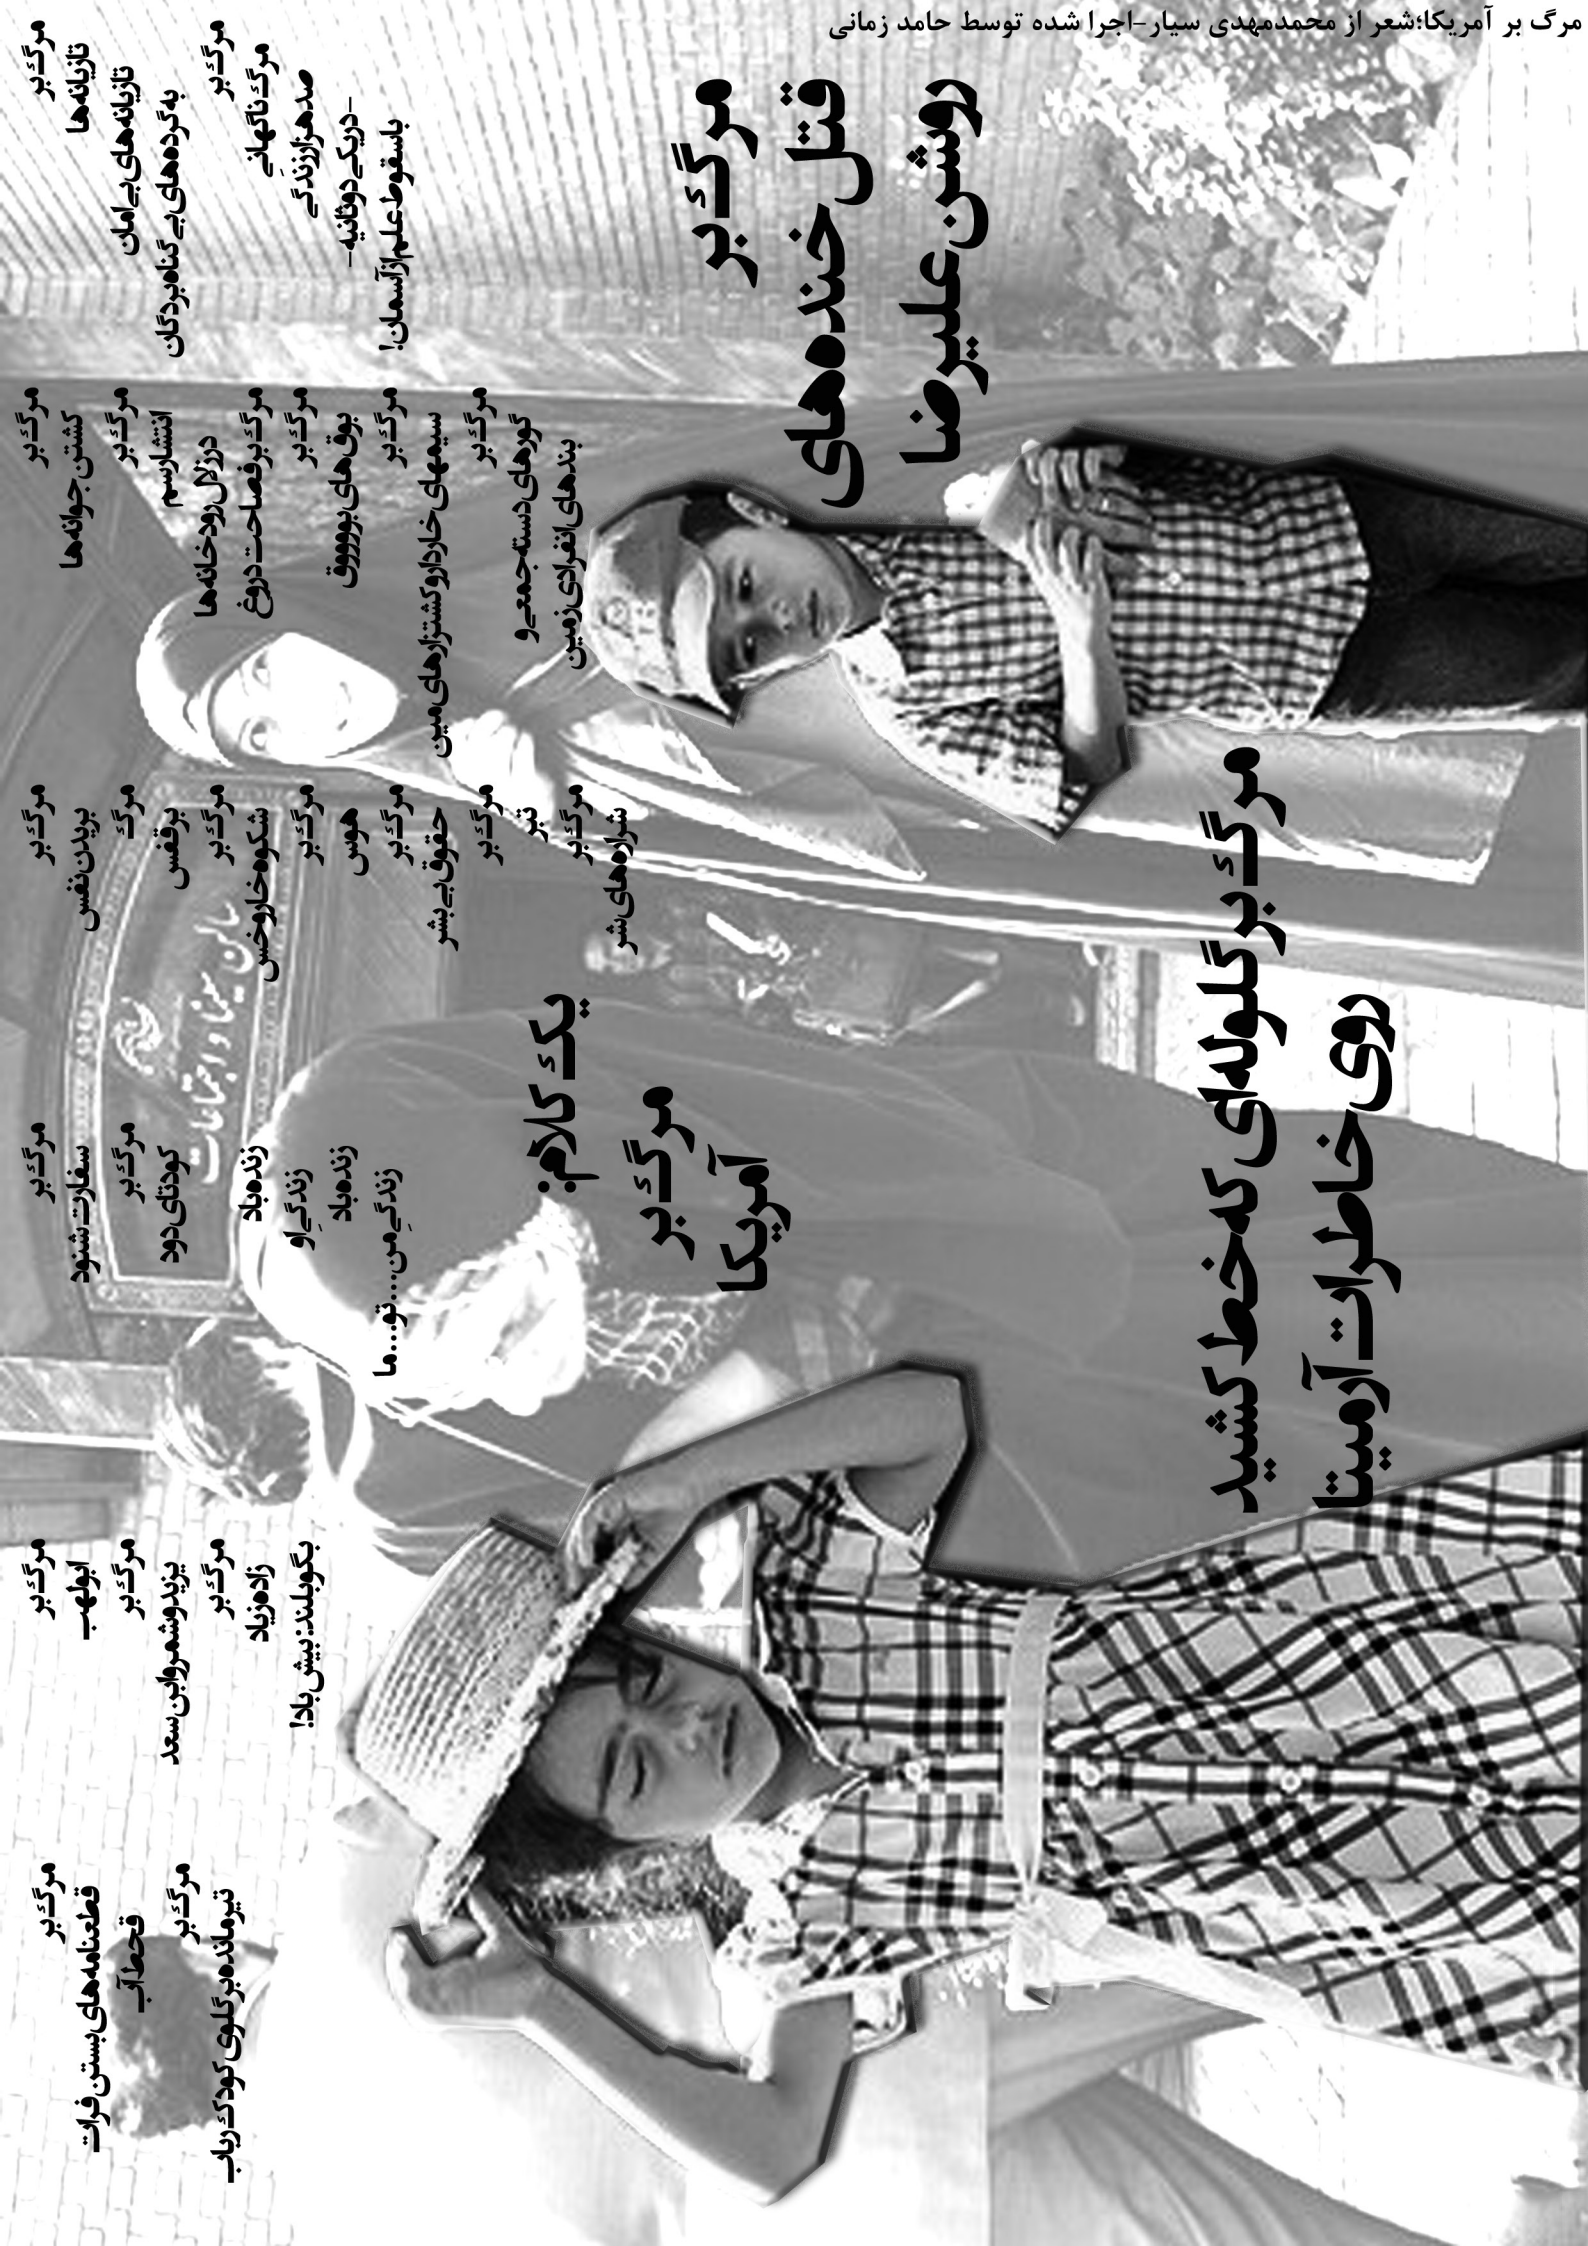 مرگ بر آمریکا؛شعر از محمدمهدی سیار-اجرا شده توسط حامد زمانی
مرگ بر
تازیانه‌ها
تازیانه‌های بی امان
به گرده‌های بی گناه بردگان
مرگ بر
مرگ ناگهانیِ
صد هزار زندگی
-در یکی دو ثانیه-
با سقوط علم از آسمان!
مرگ بر
کشتن جوانه‌ها
مرگ بر
انتشار سم
در زلال رودخانه‌ها
مرگ بر فصاحت دروغ
مرگ بر
بوق‌های بووووق
مرگ بر
سیمهای خاردار و کشتزارهای مین
مرگ بر
گورهای دسته جمعی و
بندهای انفرادی زمین
مرگ بر
بریدن نفس
مرگ
بر قفس
مرگ بر
شکوه خار و خس
مرگ بر
هوس
مرگ بر
حقوق بی بشر
مرگ بر
تبر
مرگ بر
شراره‌های شر
مرگ بر
سفارت شنود
مرگ بر
کودتای دود
زنده باد
زندگیِ او
زنده باد
زندگیِ من...تو...ما
مرگ بر
ابولهب
مرگ بر
یزید و شمر و ابن سعد
مرگ بر
زاده زیاد
بگو بلند: بیش باد!
مرگ بر
قطعنامه‌های بستن فرات
قحط آب
مرگ بر
تیر مانده بر گلوی کودک رباب
مرگ بر
قتل خنده‌های
روشن علیرضا
مرگ بر گلوله‌ای که خط کشید
روی خاطرات آرمیتا
یک کلام:
مرگ بر
آمریکا
سالن سینما و اجتماعات